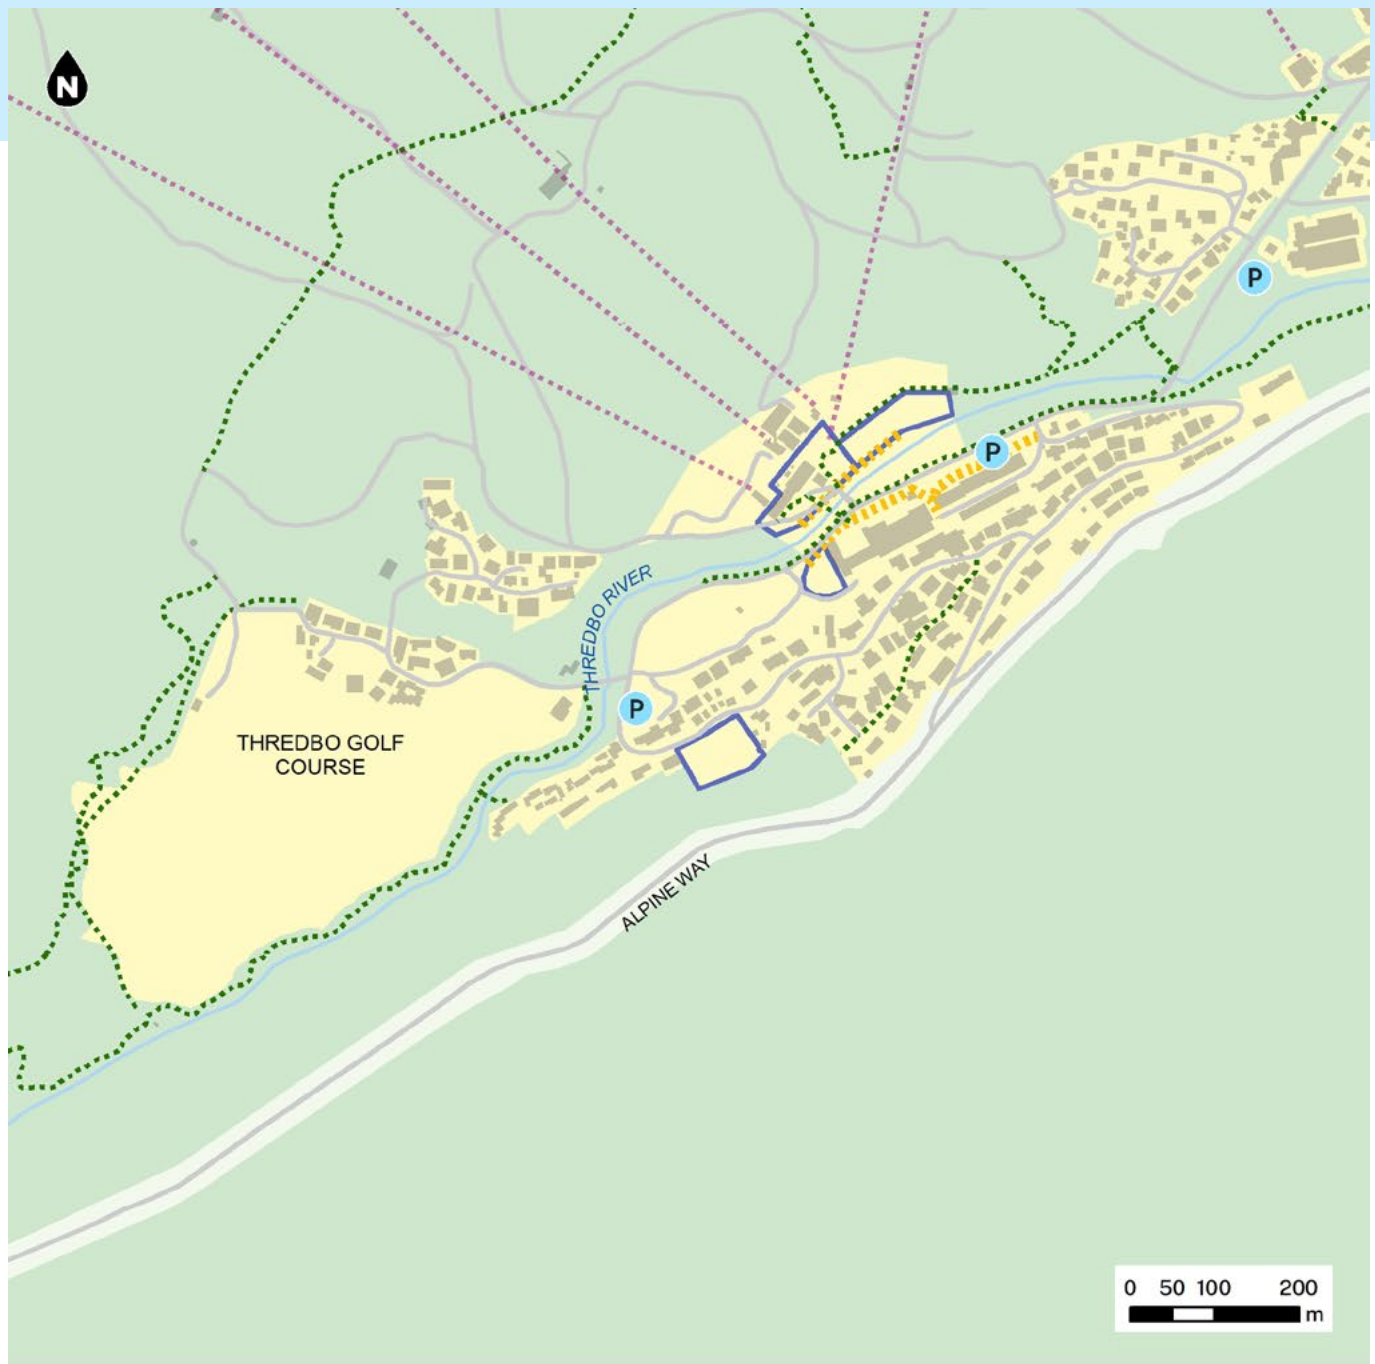 N
P
P
THREDBO RIVER
P
THREDBO GOLF
COURSE
ALPINE WAY
0 50 100 200
m